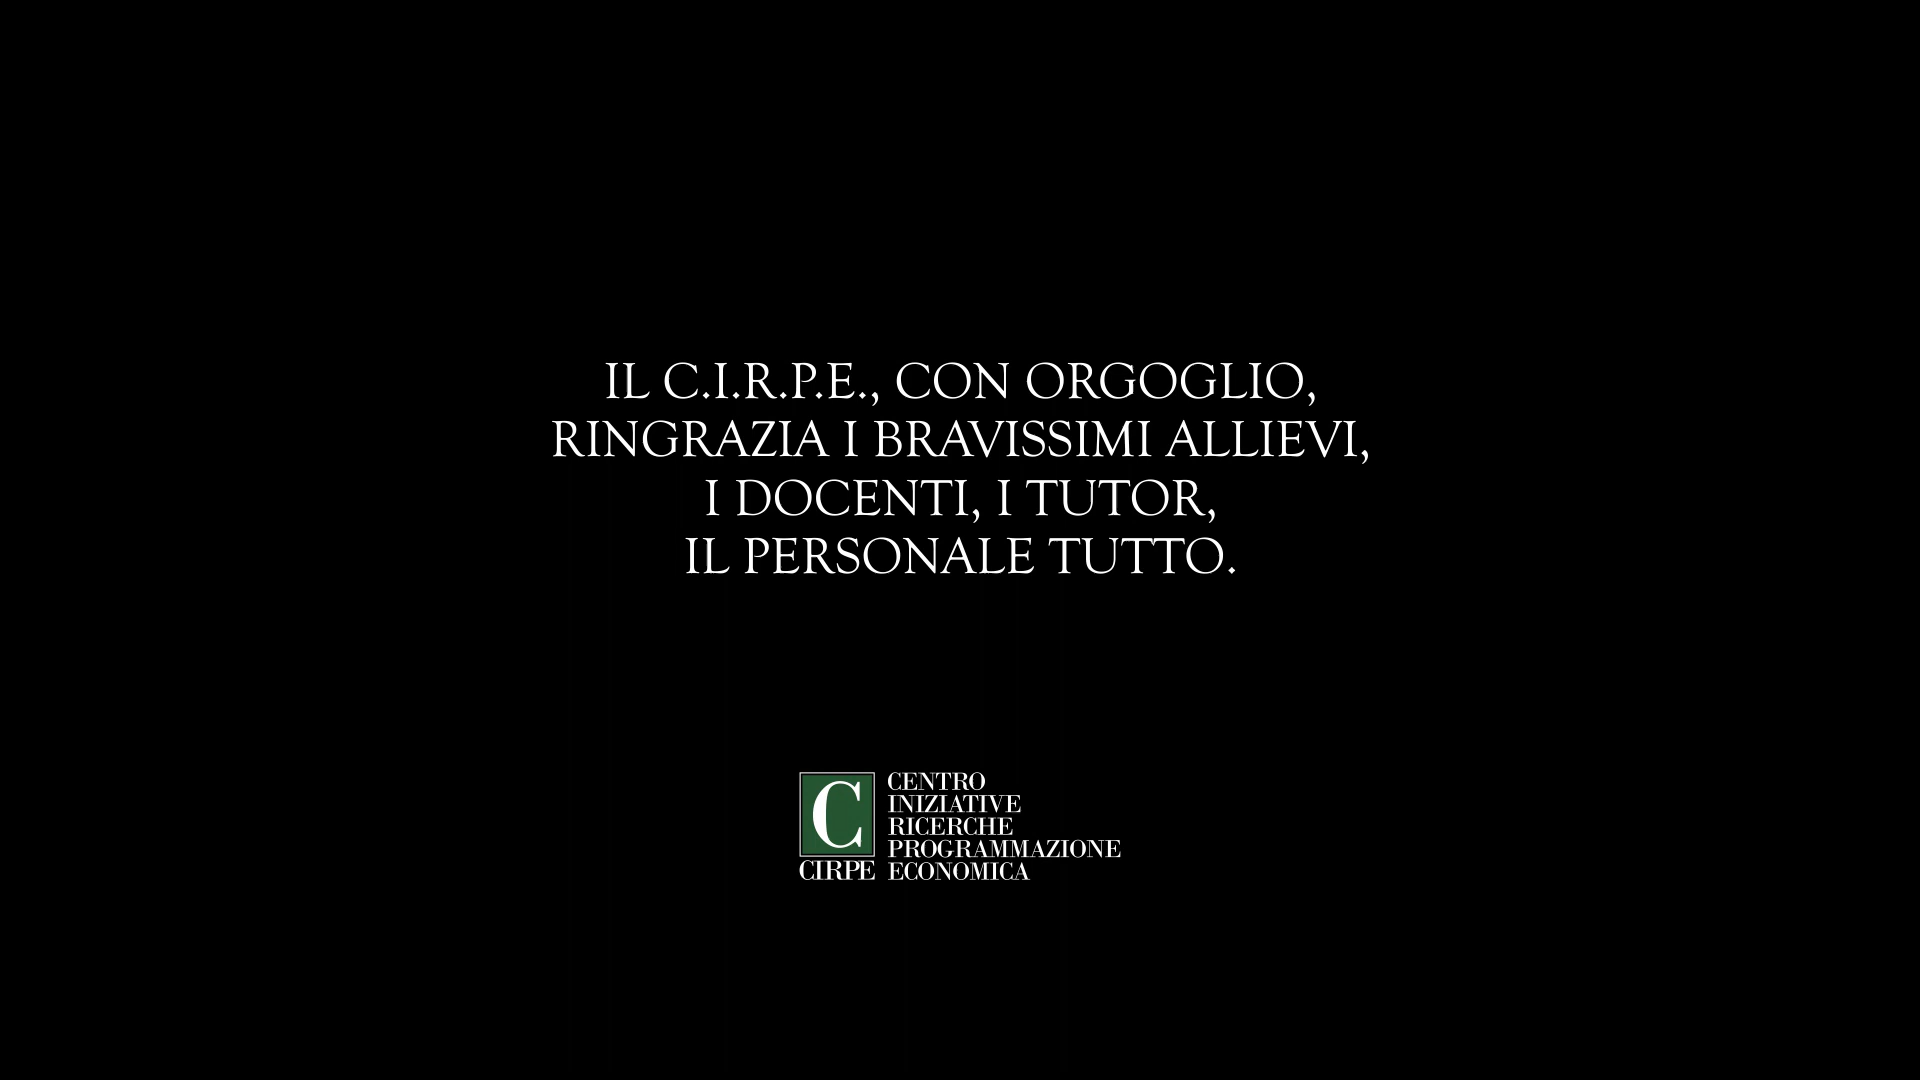 IL C.I.R.P.E., CON ORGOGLIO,
RINGRAZIA I BRAVISSIMI ALLIEVI,
I DOCENTI, I TUTOR,
IL PERSONALE TUTTO.
C
CIRPE
CENTRO
INIZIATIVE
RICERCHE
PROGRAMMAZIONE
ECONOMICA